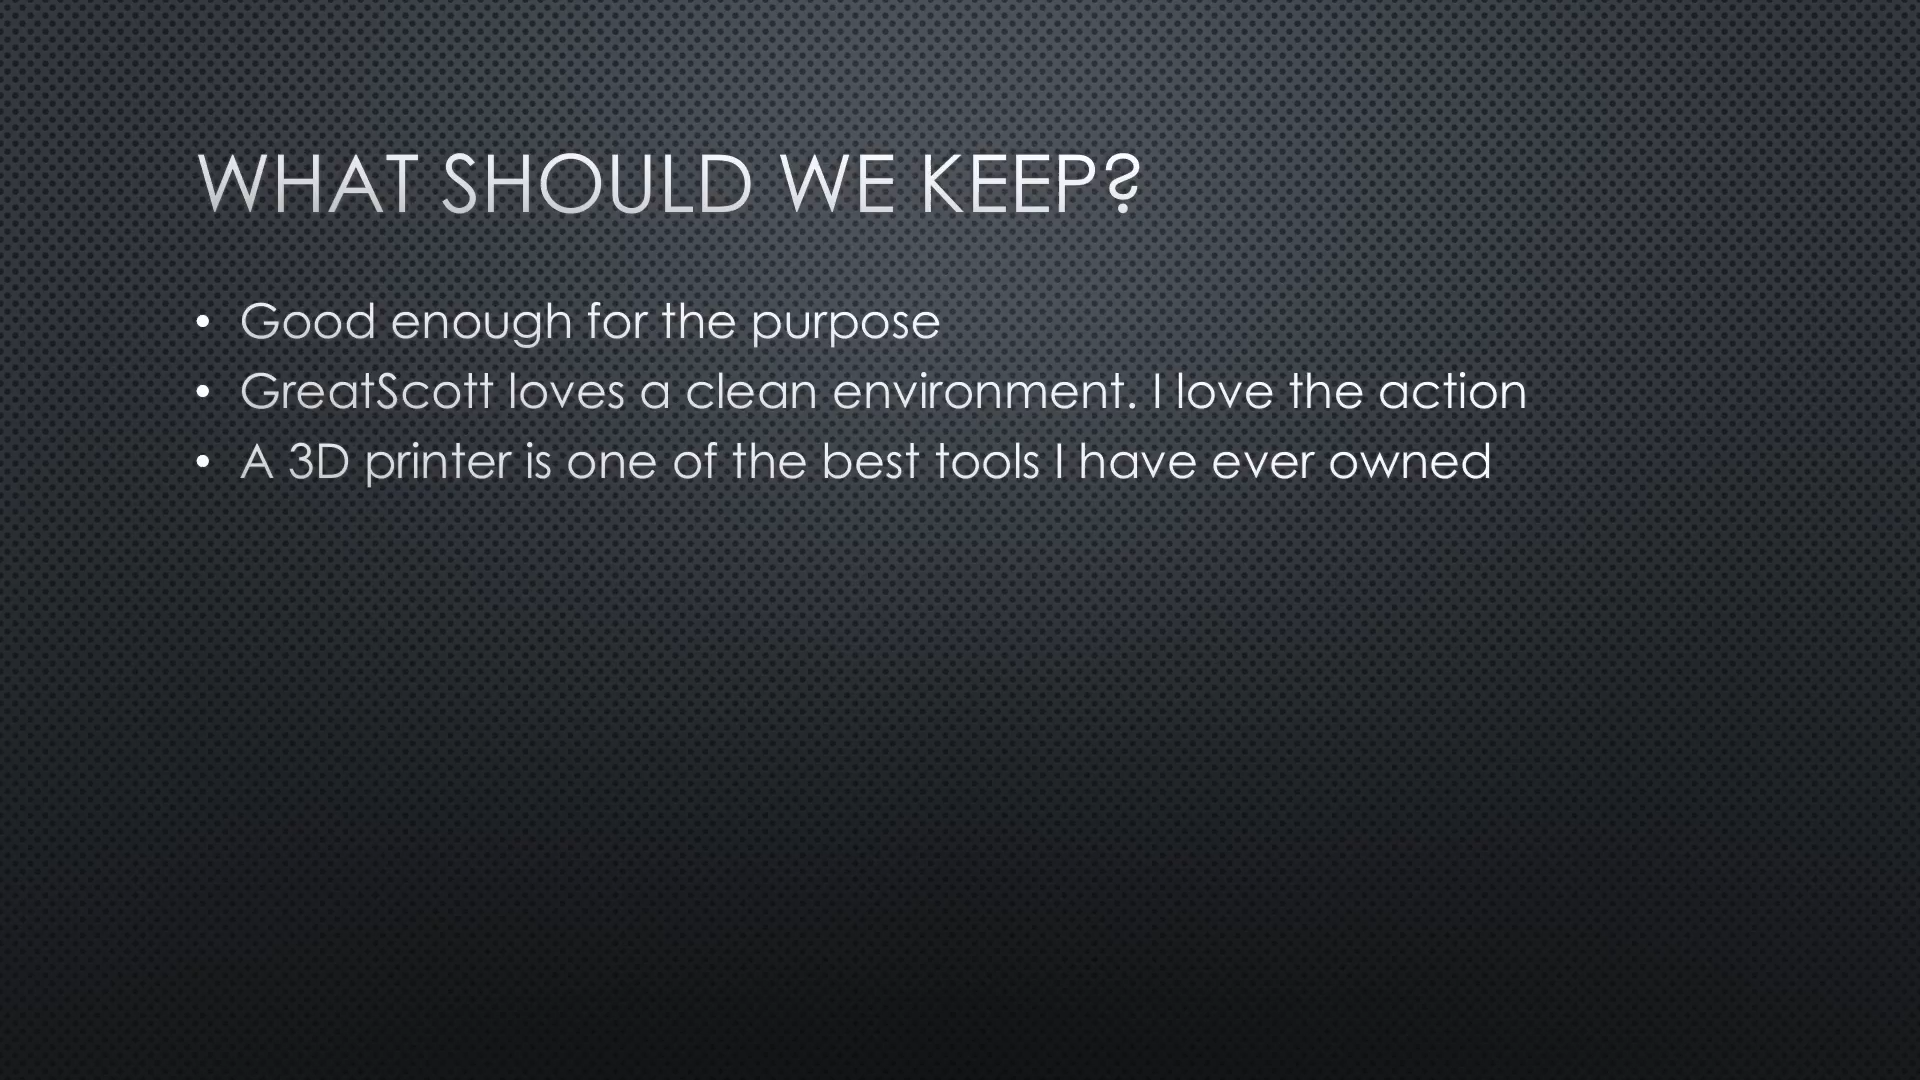 WHAT SHOULD WE KEEP?
• Good enough for the purpose
• GreatScott loves a clean environment. I love the action
• A 3D printer is one of the best tools I have ever owned